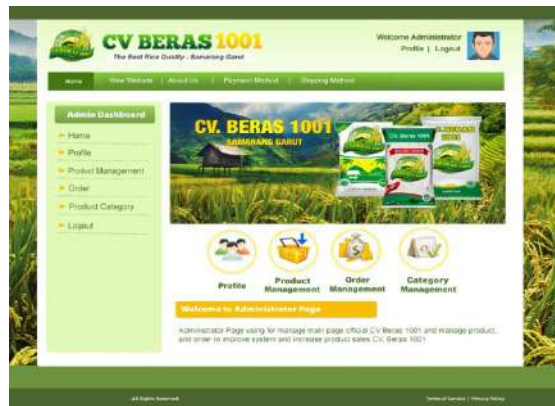 CV BERAS 1001
The Best Rice Quality - Samarang Garut
Welcome Administrator
Profile | Logout
Home | View Website | About Us | Payment Method | Shipping Method
Admin Dashboard
Home
Profile
Product Management
Order
Product Category
Logout
CV. BERAS 1001
SAMARANG GARUT
Profile
Product Management
Order Management
Category Management
Welcome to Administrator Page
Administrator Page using for manage main page official CV Beras 1001 and manage product,
and order to improve system and increase product sales CV. Beras 1001
All Rights Reserved
Terms of Service | Privacy Policy